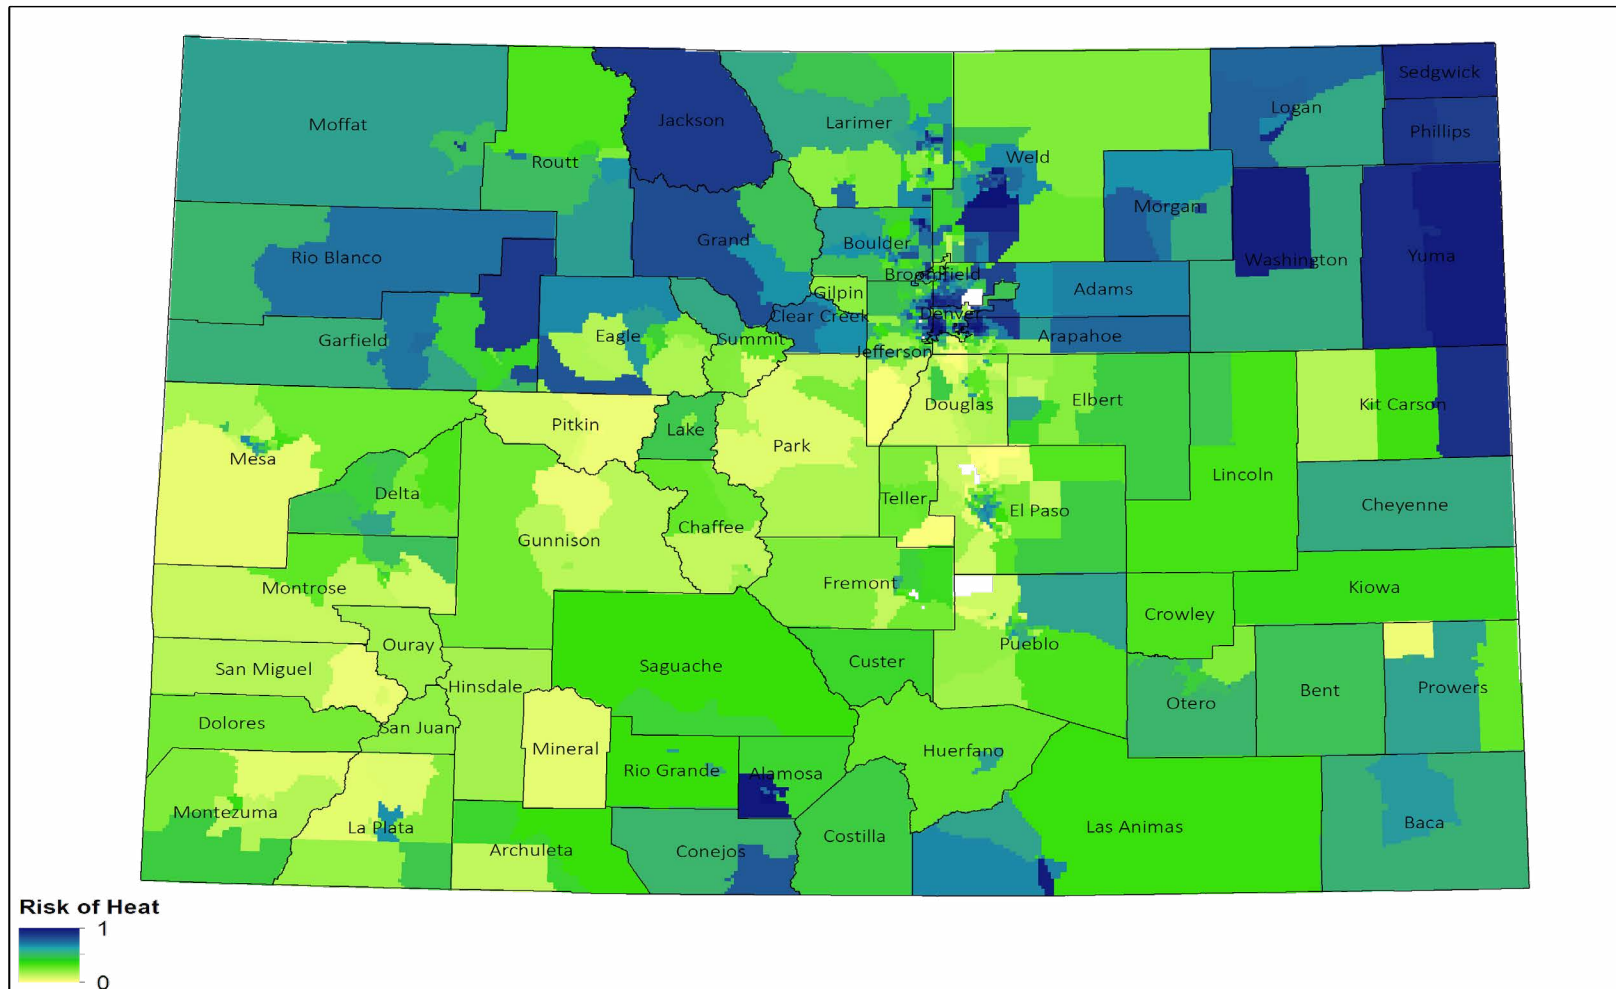 Sedgwick
Moffat
Jackson
Larimer
Logan
Phillips
Routt
Weld
Morgan
Grand
Boulder
Rio Blanco
Washington
Yuma
Broomfield
Gilpin
Adams
Clear Creek
Denver
Garfield
Eagle
Summit
Arapahoe
Jefferson
Pitkin
Lake
Park
Douglas
Elbert
Kit Carson
Mesa
Delta
Lincoln
Teller
El Paso
Cheyenne
Gunnison
Chaffee
Montrose
Fremont
Kiowa
Crowley
Ouray
San Miguel
Hinsdale
Saguache
Custer
Pueblo
Otero
Bent
Prowers
Dolores
San Juan
Mineral
Rio Grande
Alamosa
Huerfano
Montezuma
La Plata
Archuleta
Conejos
Costilla
Las Animas
Baca
Risk of Heat
1
0